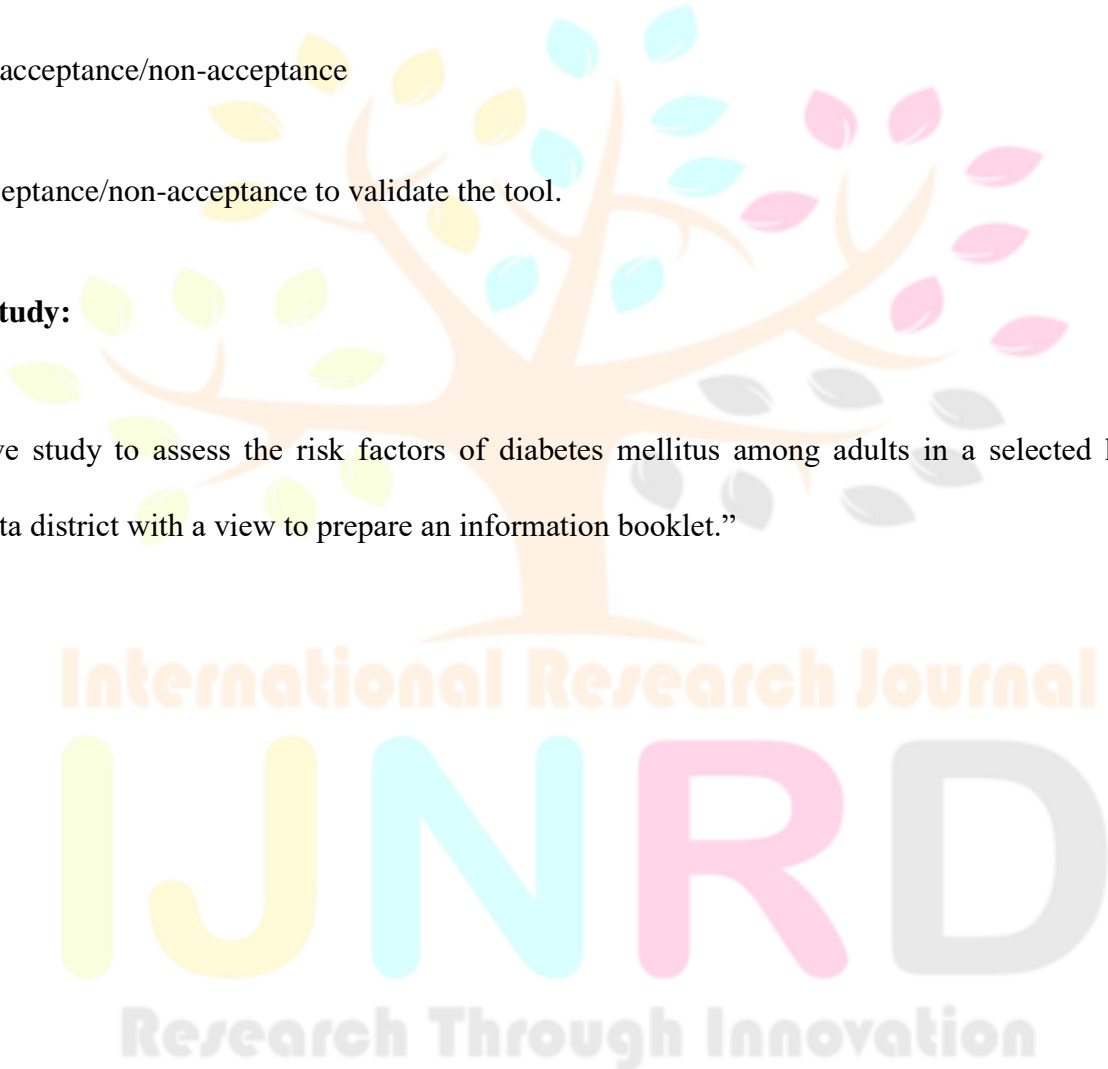 acceptance/non-acceptance
eptance/non-acceptance to validate the tool.
tudy:
ve study to assess the risk factors of diabetes mellitus among adults in a selected
ta district with a view to prepare an information booklet.”
International Research Journal
IJNRD
Research Through Innovation